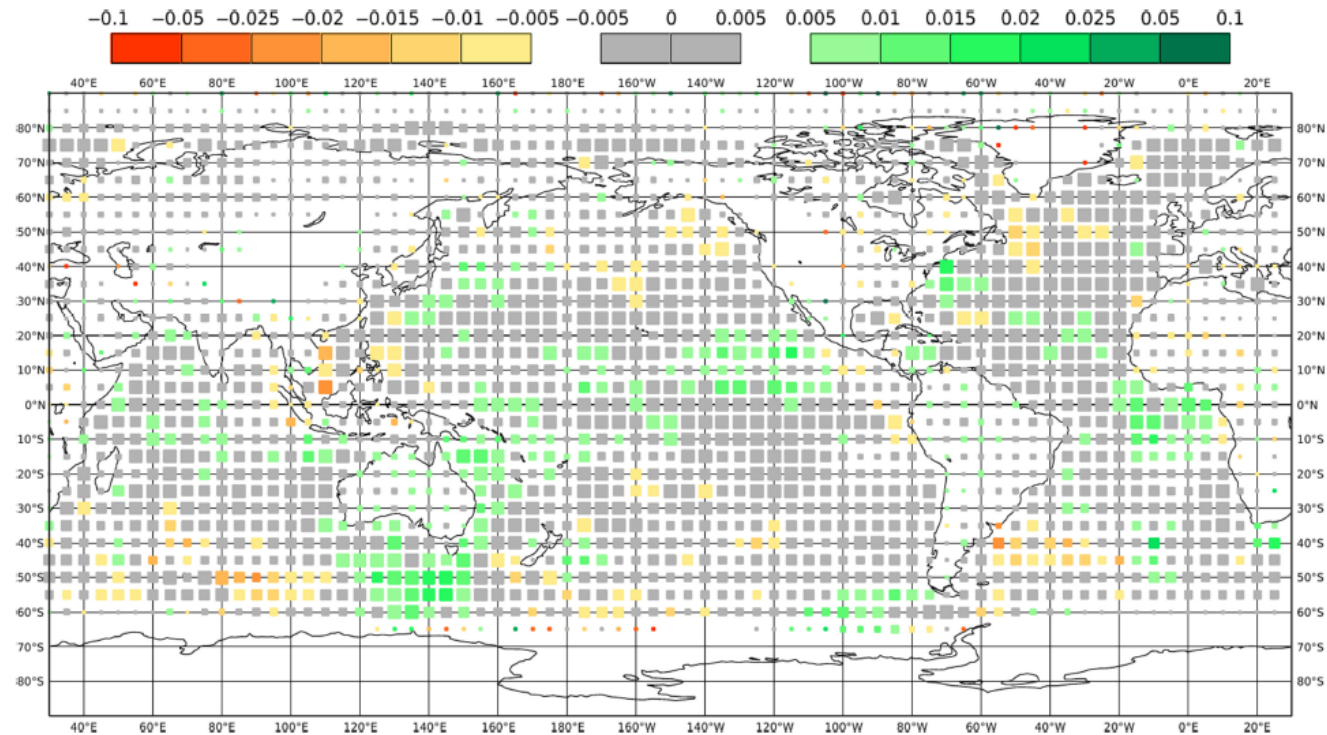 −0.1 −0.05 −0.025 −0.02 −0.015 −0.01 −0.005 −0.005 0 0.005 0.005 0.01 0.015 0.02 0.025 0.05 0.1
40°E 60°E 80°E 100°E 120°E 140°E 160°E 180°E 160°W 140°W 120°W 100°W 80°W 60°W 40°W 20°W 0°E 20°E
80°N 80°N
70°N 70°N
60°N 60°N
50°N 50°N
40°N 40°N
30°N 30°N
20°N 20°N
10°N 10°N
0°N 0°N
10°S 10°S
20°S 20°S
30°S 30°S
40°S 40°S
50°S 50°S
60°S 60°S
70°S 70°S
80°S 80°S
40°E 60°E 80°E 100°E 120°E 140°E 160°E 180°E 160°W 140°W 120°W 100°W 80°W 60°W 40°W 20°W 0°E 20°E